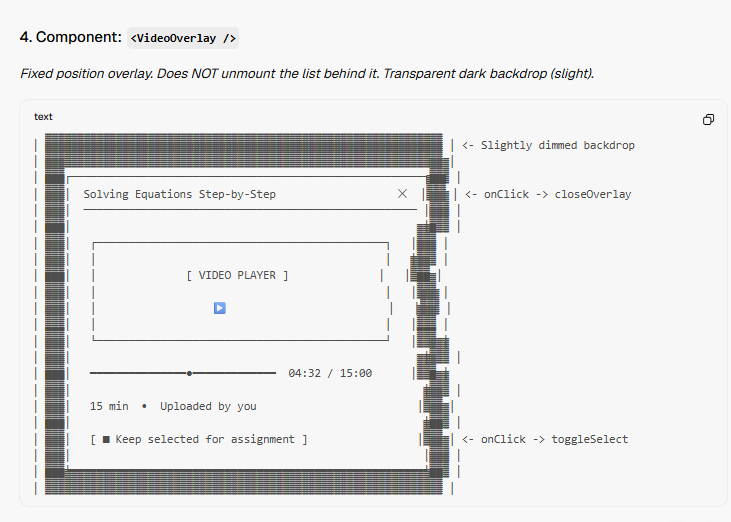 4. Component: <VideoOverlay />
Fixed position overlay. Does NOT unmount the list behind it. Transparent dark backdrop (slight).
text
<- Slightly dimmed backdrop
Solving Equations Step-by-Step ✕ <- onClick -> closeOverlay
[ VIDEO PLAYER ]
04:32 / 15:00
15 min • Uploaded by you
[ ■ Keep selected for assignment ] <- onClick -> toggleSelect